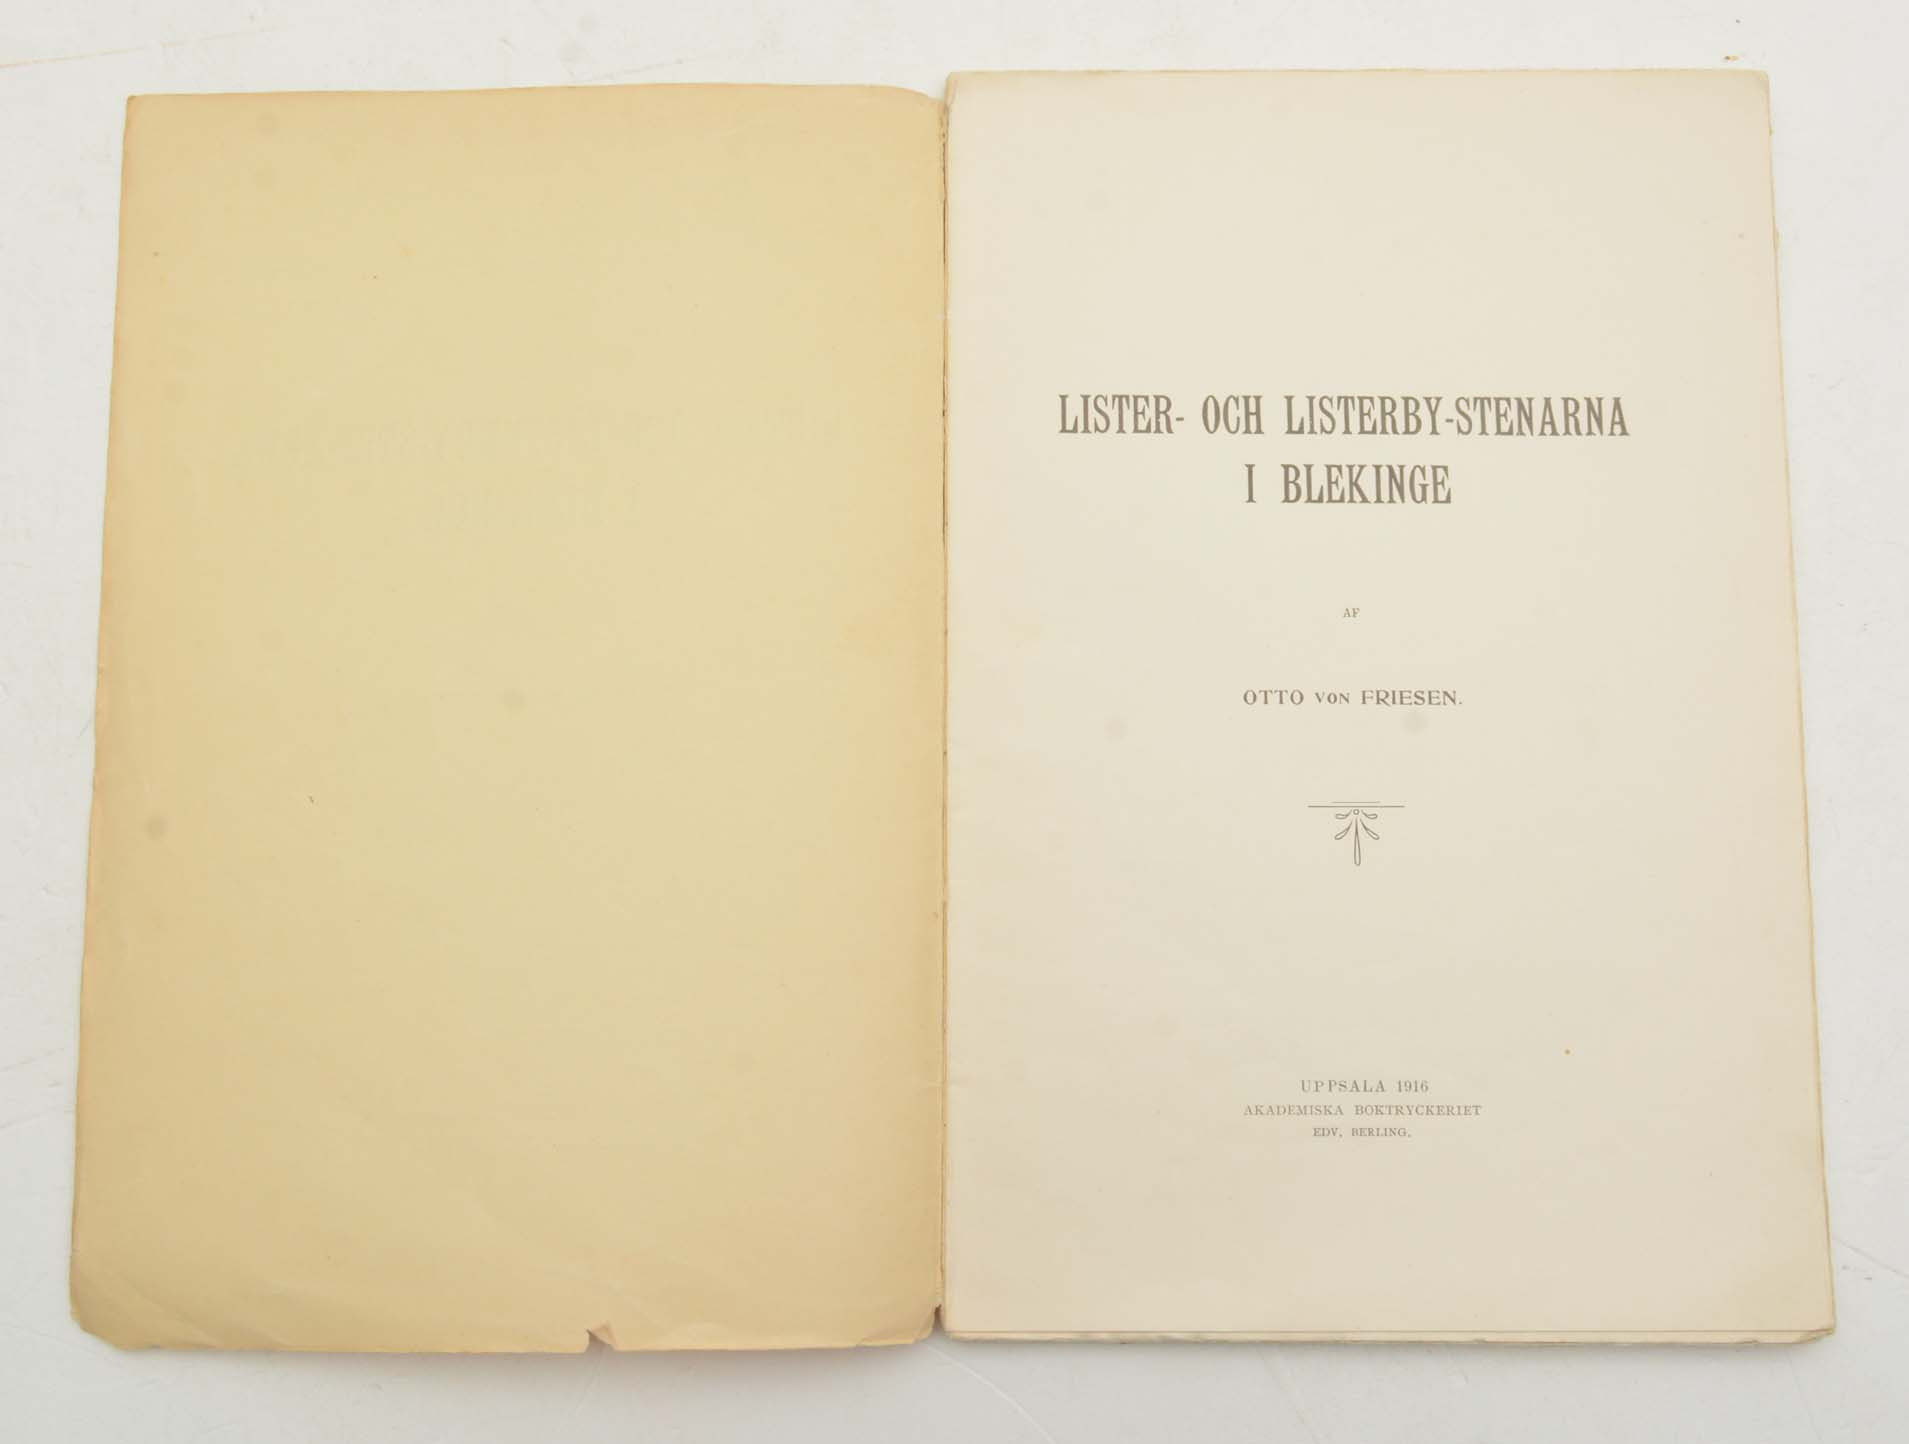 LISTER- OCH LISTERBY-STENARNA
I BLEKINGE
AF
OTTO VON FRIESEN.
UPPSALA 1916
AKADEMISKA BOKTRYCKERIET
EDV. BERLING.